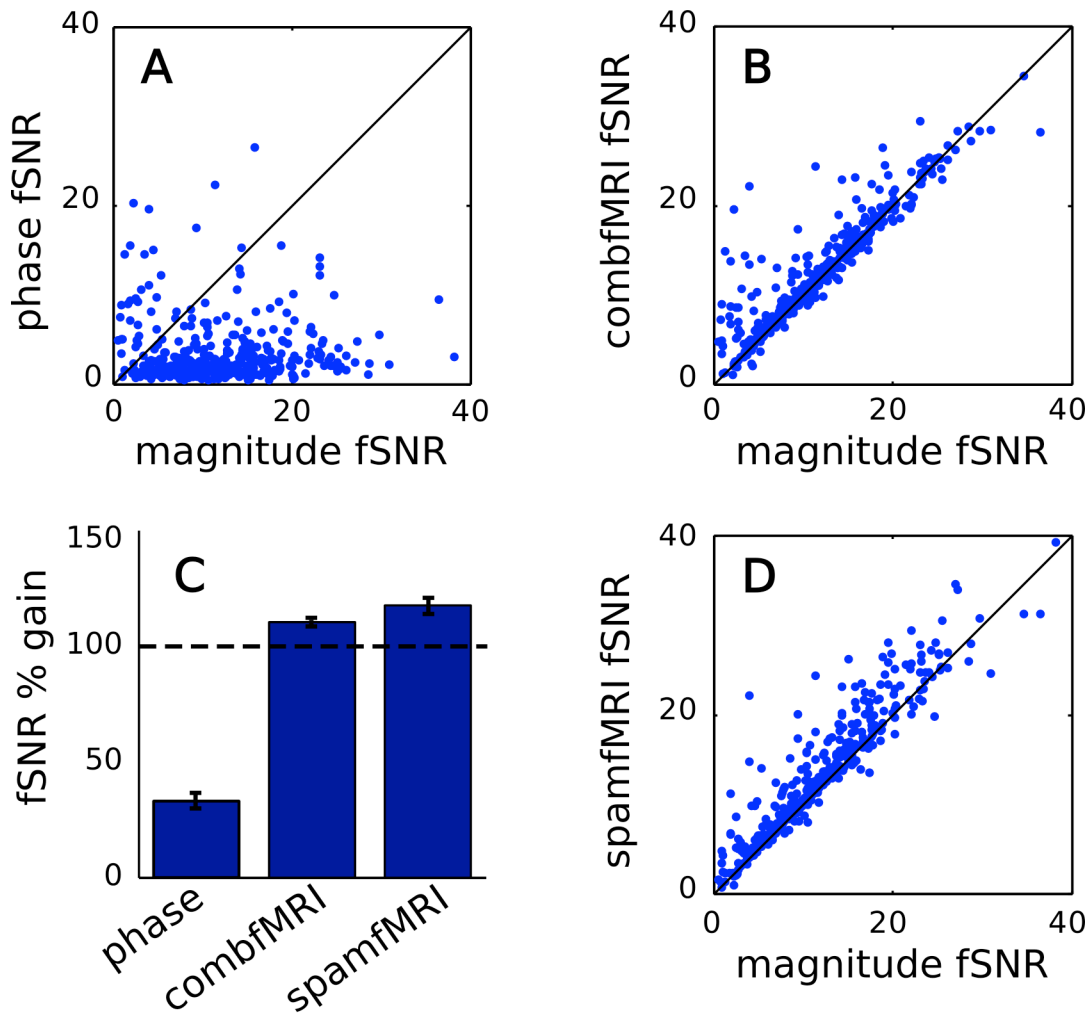 40
A
phase fSNR
20
0
0 20 40
magnitude fSNR
40
B
combfMRI fSNR
20
0
0 20 40
magnitude fSNR
150
C
fSNR % gain
100
50
0
phase
combfMRI
spamfMRI
40
D
spamfMRI fSNR
20
0
0 20 40
magnitude fSNR